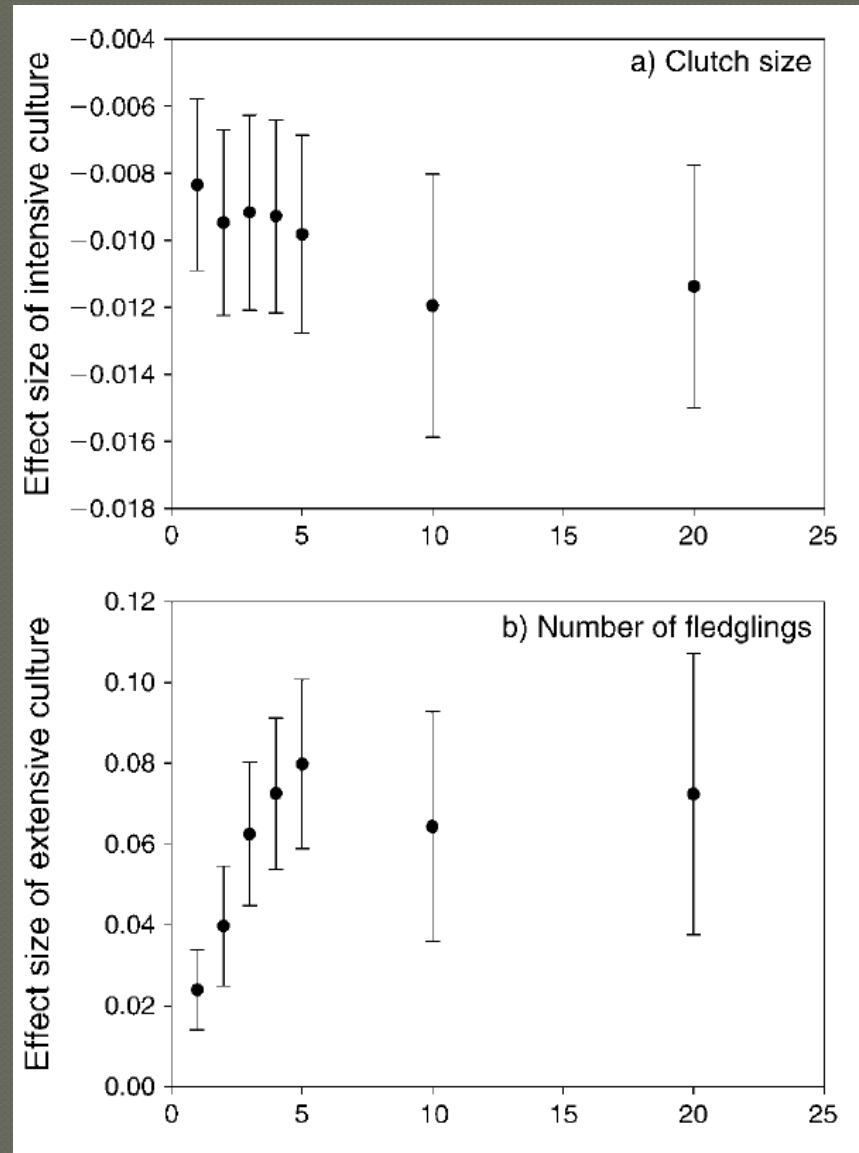 a) Clutch size
Effect size of intensive culture
−0.004
−0.006
−0.008
−0.010
−0.012
−0.014
−0.016
−0.018
0 5 10 15 20 25
b) Number of fledglings
Effect size of extensive culture
0.12
0.10
0.08
0.06
0.04
0.02
0.00
0 5 10 15 20 25